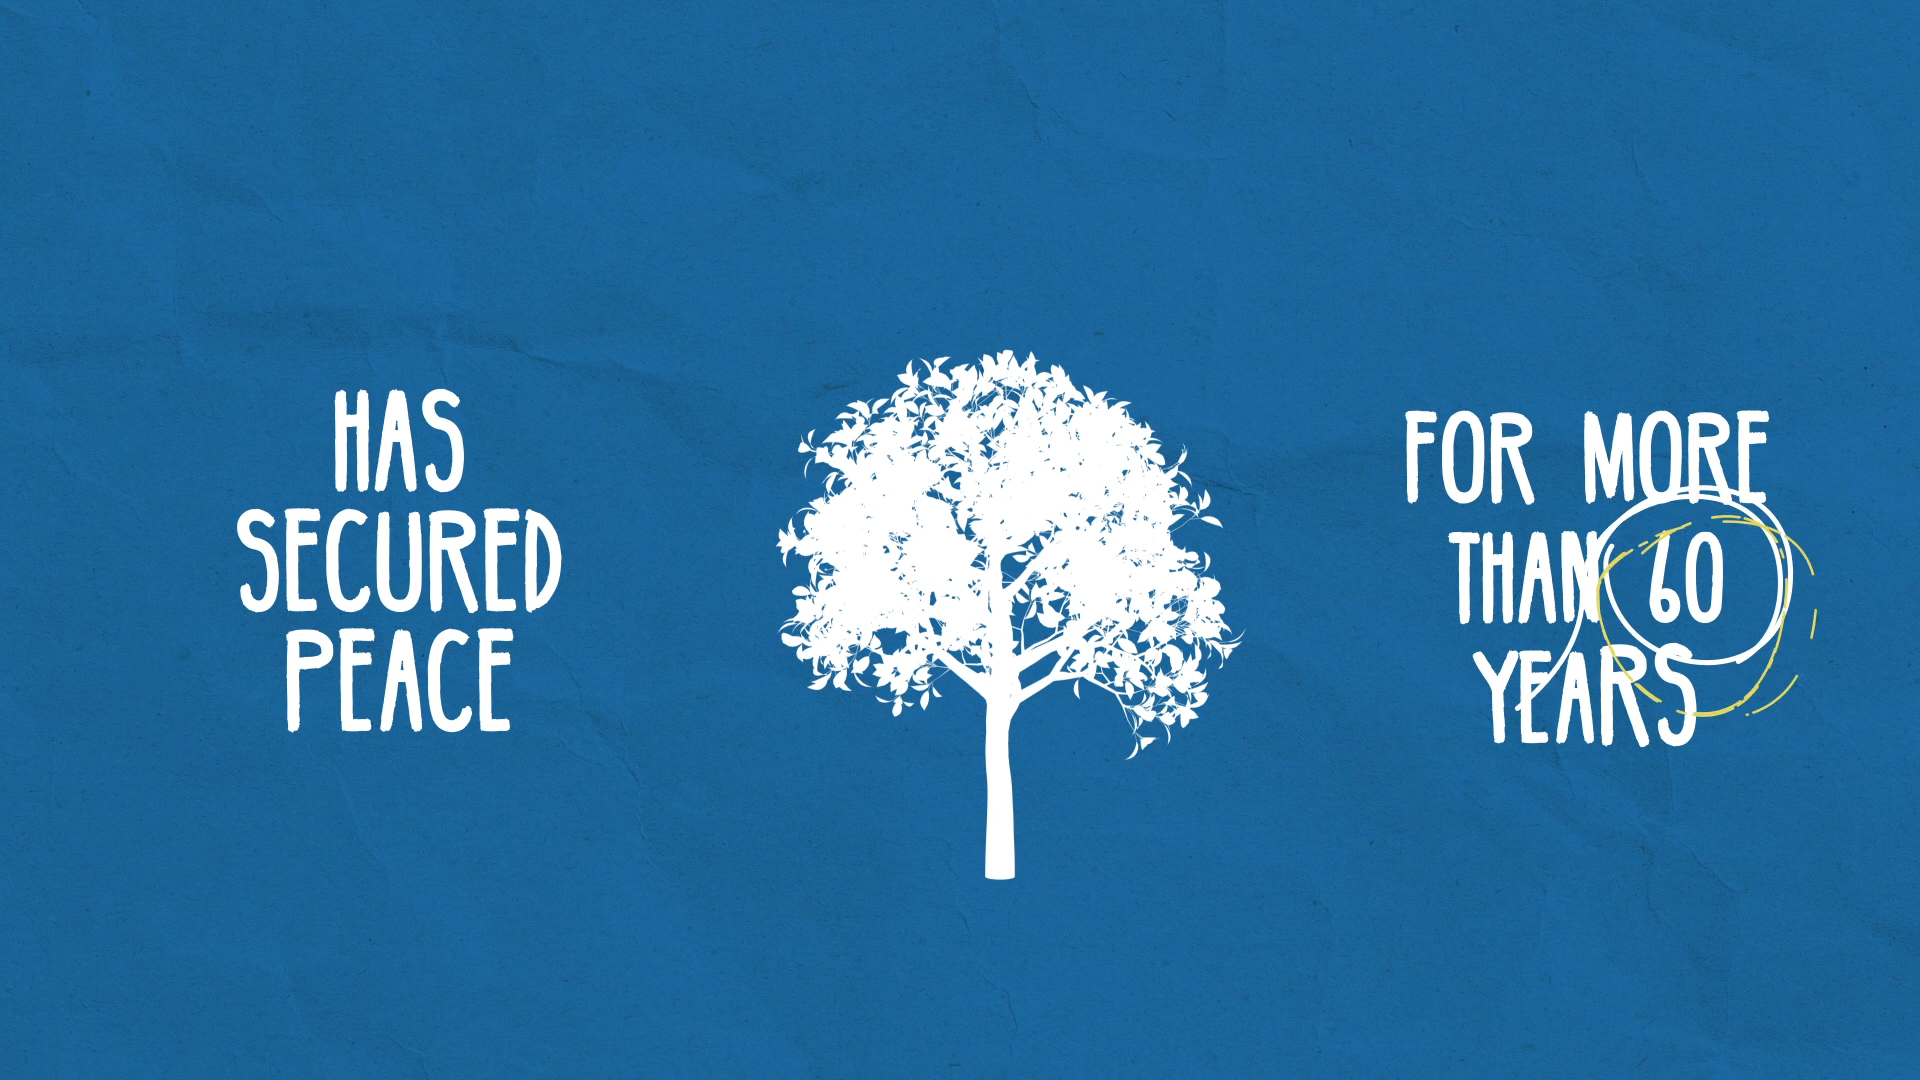 HAS
SECURED
PEACE
FOR MORE
THAN 60
YEARS